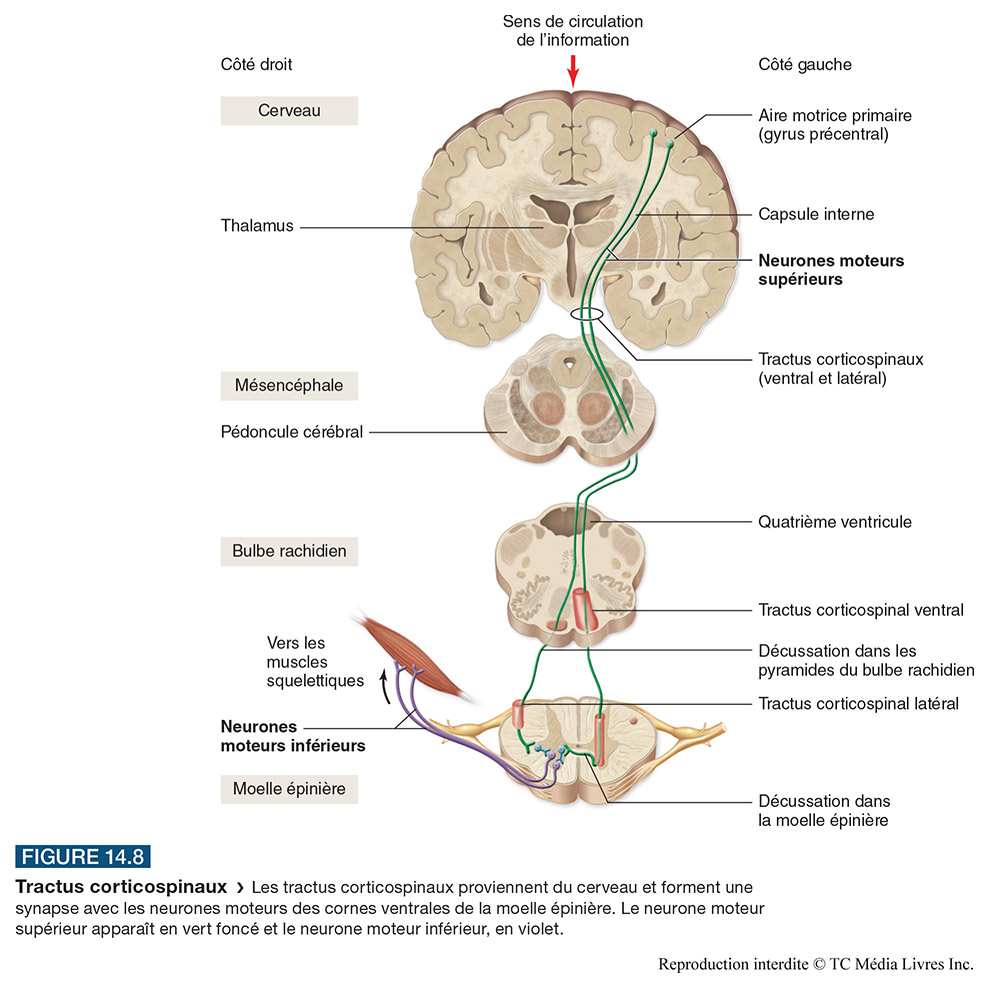 Sens de circulation
de l’information
Côté droit
Côté gauche
Cerveau
Aire motrice primaire
(gyrus précentral)
Capsule interne
Thalamus
Neurones moteurs
supérieurs
Tractus corticospinaux
(ventral et latéral)
Mésencéphale
Pédoncule cérébral
Quatrième ventricule
Bulbe rachidien
Tractus corticospinal ventral
Vers les
muscles
squelettiques
Décussation dans les
pyramides du bulbe rachidien
Tractus corticospinal latéral
Neurones
moteurs inférieurs
Moelle épinière
Décussation dans
la moelle épinière
FIGURE 14.8
Tractus corticospinaux › Les tractus corticospinaux proviennent du cerveau et forment une
synapse avec les neurones moteurs des cornes ventrales de la moelle épinière. Le neurone moteur
supérieur apparaît en vert foncé et le neurone moteur inférieur, en violet.
Reproduction interdite © TC Média Livres Inc.